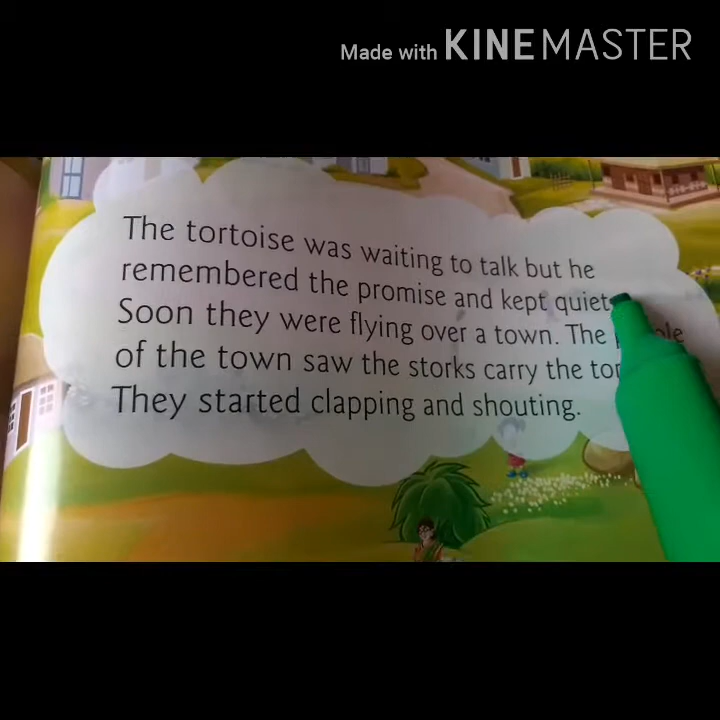 Made with KINEMASTER
The tortoise was waiting to talk but he
remembered the promise and kept quiet
Soon they were flying over a town. The
of the town saw the storks carry the
They started clapping and shouting.